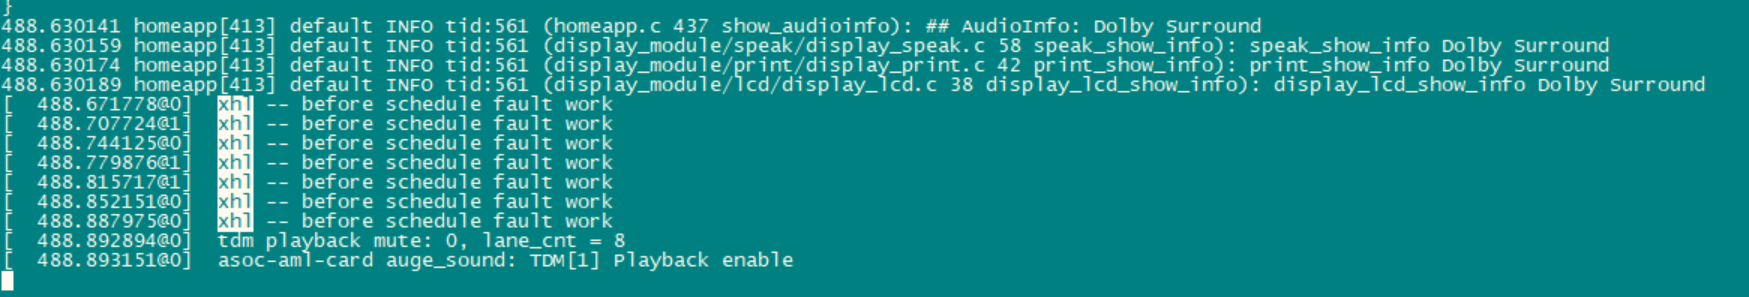 }
488.630141 homeapp[413] default INFO tid:561 (homeapp.c 437 show_audioinfo): ## AudioInfo: Dolby Surround
488.630159 homeapp[413] default INFO tid:561 (display_module/speak/display_speak.c 58 speak_show_info): speak_show_info Dolby Surround
488.630174 homeapp[413] default INFO tid:561 (display_module/print/display_print.c 42 print_show_info): print_show_info Dolby Surround
488.630189 homeapp[413] default INFO tid:561 (display_module/lcd/display_lcd.c 38 display_lcd_show_info): display_lcd_show_info Dolby Surround
[  488.671778@0]  xhl -- before schedule fault work
[  488.707724@1]  xhl -- before schedule fault work
[  488.744125@0]  xhl -- before schedule fault work
[  488.779876@1]  xhl -- before schedule fault work
[  488.815717@1]  xhl -- before schedule fault work
[  488.852151@0]  xhl -- before schedule fault work
[  488.887975@0]  xhl -- before schedule fault work
[  488.892894@0]  tdm playback mute: 0, lane_cnt = 8
[  488.893151@0]  asoc-aml-card auge_sound: TDM[1] Playback enable